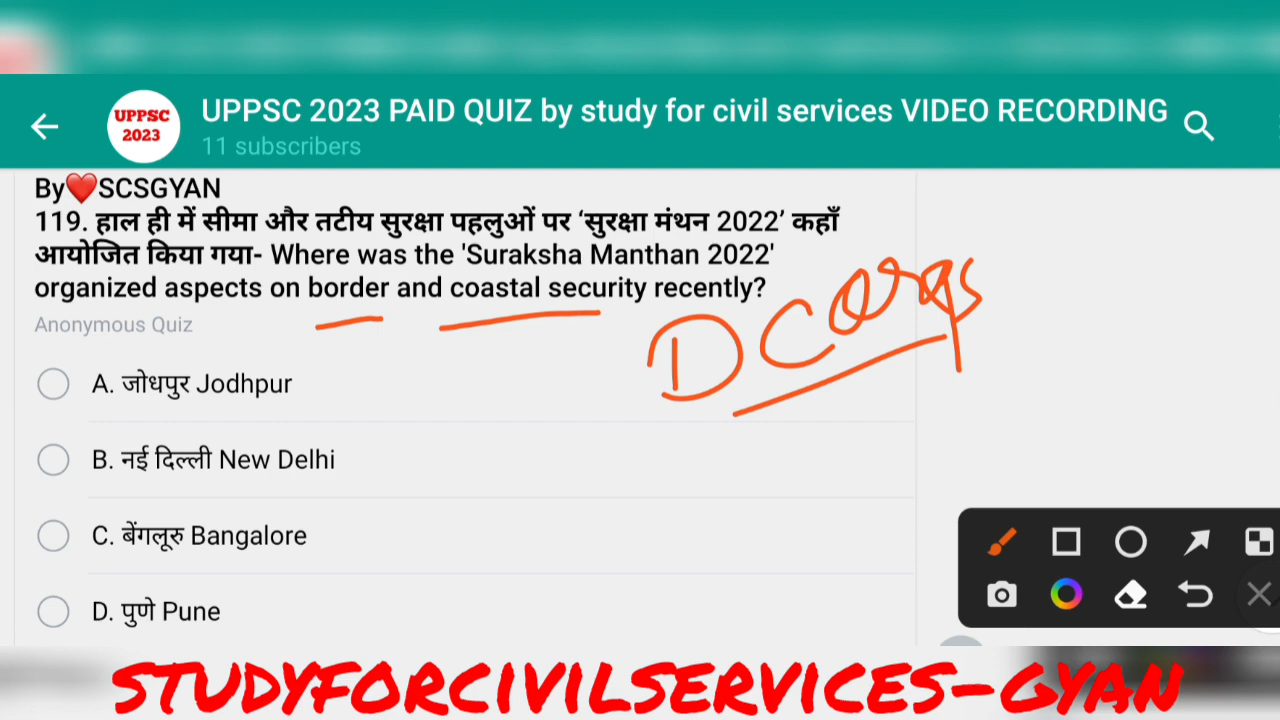 UPPSC
2023
UPPSC 2023 PAID QUIZ by study for civil services VIDEO RECORDING
11 subscribers
By❤️SCSGYAN
119. हाल ही में सीमा और तटीय सुरक्षा पहलुओं पर ‘सुरक्षा मंथन 2022’ कहाँ
आयोजित किया गया- Where was the 'Suraksha Manthan 2022'
organized aspects on border and coastal security recently?
Anonymous Quiz
D Corps
A. जोधपुर Jodhpur
B. नई दिल्ली New Delhi
C. बेंगलूरु Bangalore
D. पुणे Pune
STUDYFORCIVILSERVICES-GYAN